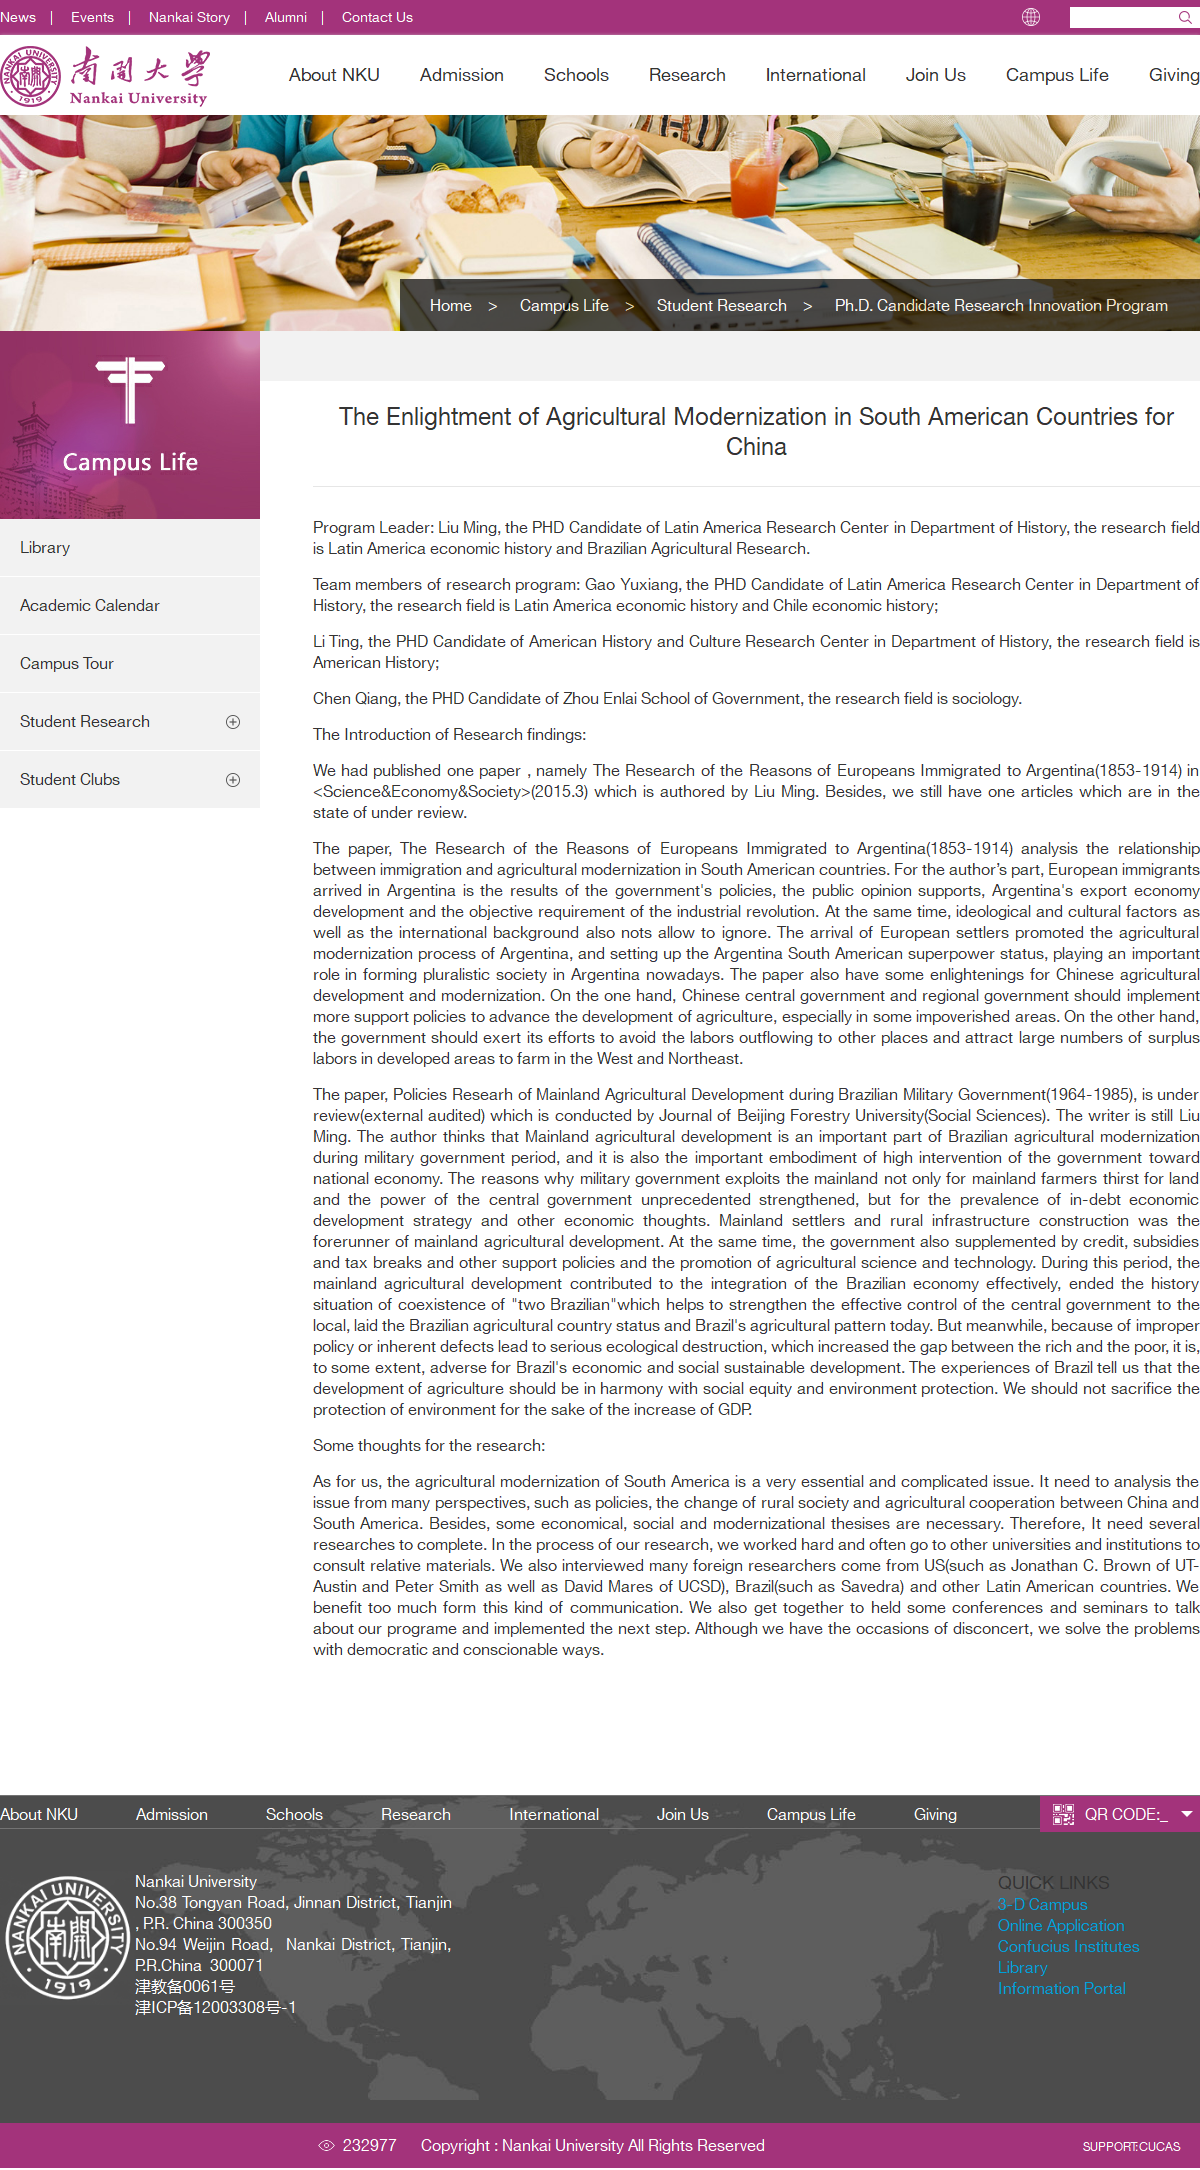 News | Events | Nankai Story | Alumni | Contact Us
NANKAI UNIVERSITY
1919
南開大學
Nankai University
About NKU Admission Schools Research International Join Us Campus Life Giving
Home > Campus Life > Student Research > Ph.D. Candidate Research Innovation Program
Campus Life
Library
Academic Calendar
Campus Tour
Student Research
Student Clubs
The Enlightment of Agricultural Modernization in South American Countries for
China
Program Leader: Liu Ming, the PHD Candidate of Latin America Research Center in Department of History, the research field
is Latin America economic history and Brazilian Agricultural Research.
Team members of research program: Gao Yuxiang, the PHD Candidate of Latin America Research Center in Department of
History, the research field is Latin America economic history and Chile economic history;
Li Ting, the PHD Candidate of American History and Culture Research Center in Department of History, the research field is
American History;
Chen Qiang, the PHD Candidate of Zhou Enlai School of Government, the research field is sociology.
The Introduction of Research findings:
We had published one paper , namely The Research of the Reasons of Europeans Immigrated to Argentina(1853-1914) in
<Science&Economy&Society>(2015.3) which is authored by Liu Ming. Besides, we still have one articles which are in the
state of under review.
The paper, The Research of the Reasons of Europeans Immigrated to Argentina(1853-1914) analysis the relationship
between immigration and agricultural modernization in South American countries. For the author’s part, European immigrants
arrived in Argentina is the results of the government's policies, the public opinion supports, Argentina's export economy
development and the objective requirement of the industrial revolution. At the same time, ideological and cultural factors as
well as the international background also nots allow to ignore. The arrival of European settlers promoted the agricultural
modernization process of Argentina, and setting up the Argentina South American superpower status, playing an important
role in forming pluralistic society in Argentina nowadays. The paper also have some enlightenings for Chinese agricultural
development and modernization. On the one hand, Chinese central government and regional government should implement
more support policies to advance the development of agriculture, especially in some impoverished areas. On the other hand,
the government should exert its efforts to avoid the labors outflowing to other places and attract large numbers of surplus
labors in developed areas to farm in the West and Northeast.
The paper, Policies Researh of Mainland Agricultural Development during Brazilian Military Government(1964-1985), is under
review(external audited) which is conducted by Journal of Beijing Forestry University(Social Sciences). The writer is still Liu
Ming. The author thinks that Mainland agricultural development is an important part of Brazilian agricultural modernization
during military government period, and it is also the important embodiment of high intervention of the government toward
national economy. The reasons why military government exploits the mainland not only for mainland farmers thirst for land
and the power of the central government unprecedented strengthened, but for the prevalence of in-debt economic
development strategy and other economic thoughts. Mainland settlers and rural infrastructure construction was the
forerunner of mainland agricultural development. At the same time, the government also supplemented by credit, subsidies
and tax breaks and other support policies and the promotion of agricultural science and technology. During this period, the
mainland agricultural development contributed to the integration of the Brazilian economy effectively, ended the history
situation of coexistence of "two Brazilian"which helps to strengthen the effective control of the central government to the
local, laid the Brazilian agricultural country status and Brazil's agricultural pattern today. But meanwhile, because of improper
policy or inherent defects lead to serious ecological destruction, which increased the gap between the rich and the poor, it is,
to some extent, adverse for Brazil's economic and social sustainable development. The experiences of Brazil tell us that the
development of agriculture should be in harmony with social equity and environment protection. We should not sacrifice the
protection of environment for the sake of the increase of GDP.
Some thoughts for the research:
As for us, the agricultural modernization of South America is a very essential and complicated issue. It need to analysis the
issue from many perspectives, such as policies, the change of rural society and agricultural cooperation between China and
South America. Besides, some economical, social and modernizational thesises are necessary. Therefore, It need several
researches to complete. In the process of our research, we worked hard and often go to other universities and institutions to
consult relative materials. We also interviewed many foreign researchers come from US(such as Jonathan C. Brown of UT-
Austin and Peter Smith as well as David Mares of UCSD), Brazil(such as Savedra) and other Latin American countries. We
benefit too much form this kind of communication. We also get together to held some conferences and seminars to talk
about our programe and implemented the next step. Although we have the occasions of disconcert, we solve the problems
with democratic and conscionable ways.
About NKU Admission Schools Research International Join Us Campus Life Giving QR CODE:_
NANKAI UNIVERSITY
1919
Nankai University
No.38 Tongyan Road, Jinnan District, Tianjin
, P.R. China 300350
No.94 Weijin Road, Nankai District, Tianjin,
P.R.China 300071
津教备0061号
津ICP备12003308号-1
QUICK LINKS
3-D Campus
Online Application
Confucius Institutes
Library
Information Portal
232977 Copyright : Nankai University All Rights Reserved
SUPPORT:CUCAS